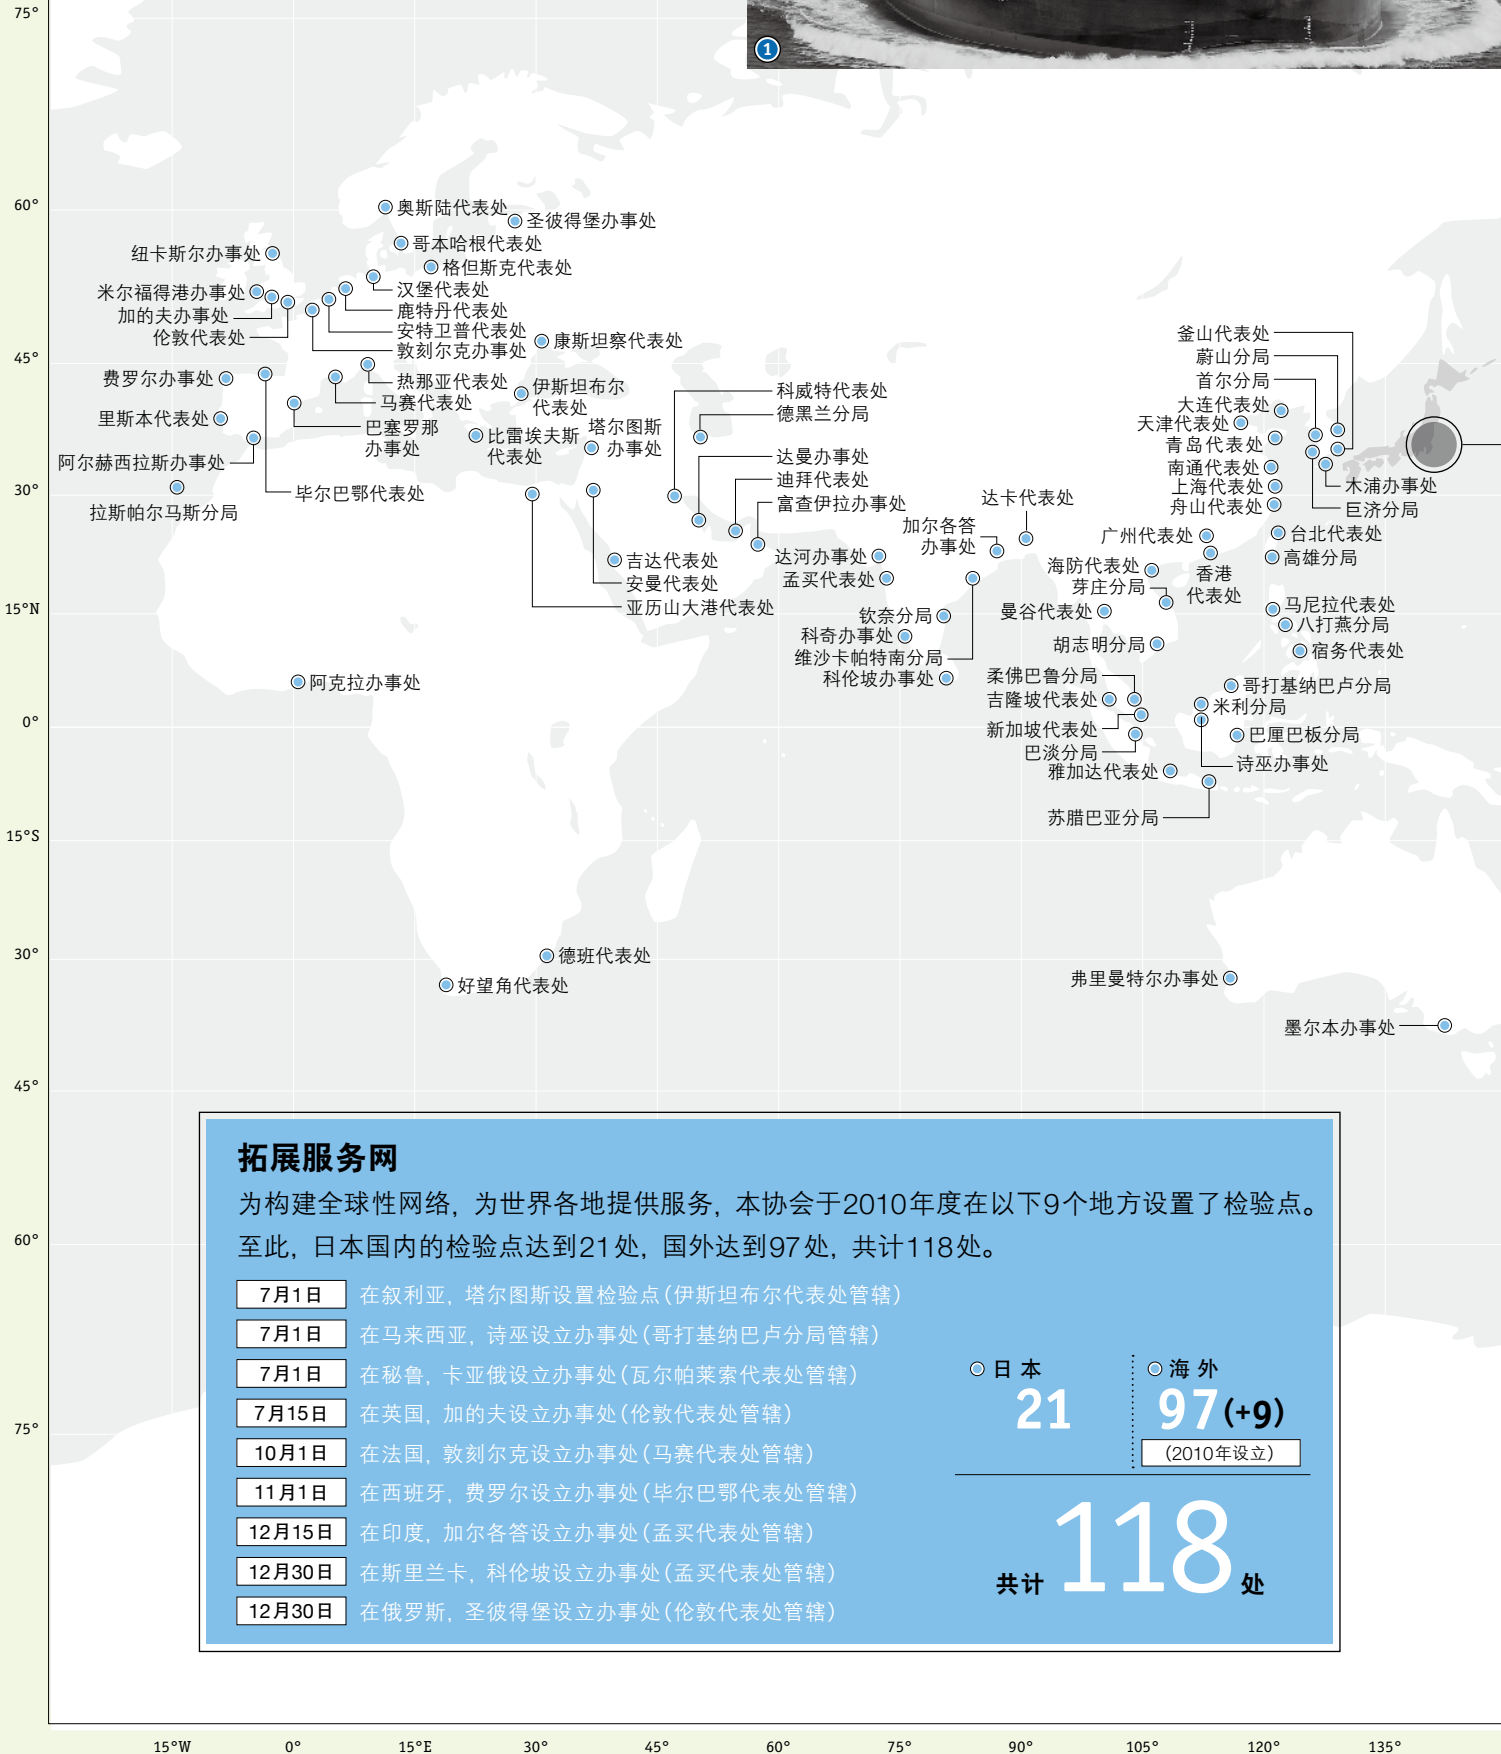 75°
1
60°
奥斯陆代表处
圣彼得堡办事处
哥本哈根代表处
纽卡斯尔办事处
格但斯克代表处
米尔福得港办事处
汉堡代表处
加的夫办事处
鹿特丹代表处
伦敦代表处
安特卫普代表处
敦刻尔克办事处
康斯坦察代表处
45°
费罗尔办事处
热那亚代表处
马赛代表处
伊斯坦布尔
代表处
里斯本代表处
巴塞罗那
办事处
比雷埃夫斯
代表处
塔尔图斯
办事处
阿尔赫西拉斯办事处
30°
毕尔巴鄂代表处
拉斯帕尔马斯分局
科威特代表处
德黑兰分局
达曼办事处
迪拜代表处
富查伊拉办事处
吉达代表处
安曼代表处
亚历山大港代表处
达卡代表处
加尔各答
办事处
达河办事处
孟买代表处
钦奈分局
科奇办事处
维沙卡帕特南分局
科伦坡办事处
釜山代表处
蔚山分局
首尔分局
大连代表处
天津代表处
青岛代表处
南通代表处
上海代表处
舟山代表处
木浦办事处
巨济分局
广州代表处
台北代表处
高雄分局
香港
代表处
海防代表处
芽庄分局
曼谷代表处
胡志明分局
马尼拉代表处
八打雁分局
宿务代表处
15°N
阿克拉办事处
柔佛巴鲁分局
吉隆坡代表处
新加坡代表处
巴淡分局
哥打基纳巴卢分局
米利分局
巴厘巴板分局
诗巫办事处
雅加达代表处
苏腊巴亚分局
0°
15°S
30°
德班代表处
好望角代表处
弗里曼特尔办事处
墨尔本办事处
45°
拓展服务网
为构建全球性网络, 为世界各地提供服务, 本协会于2010年度在以下9个地方设置了检验点。
至此, 日本国内的检验点达到21处, 国外达到97处, 共计118处。
60°
7月1日 在叙利亚, 塔尔图斯设置检验点(伊斯坦布尔代表处管辖)
7月1日 在马来西亚, 诗巫设立办事处(哥打基纳巴卢分局管辖)
7月1日 在秘鲁, 卡亚俄设立办事处(瓦尔帕莱索代表处管辖)
7月15日 在英国, 加的夫设立办事处(伦敦代表处管辖)
10月1日 在法国, 敦刻尔克设立办事处(马赛代表处管辖)
11月1日 在西班牙, 费罗尔设立办事处(毕尔巴鄂代表处管辖)
12月15日 在印度, 加尔各答设立办事处(孟买代表处管辖)
12月30日 在斯里兰卡, 科伦坡设立办事处(孟买代表处管辖)
12月30日 在俄罗斯, 圣彼得堡设立办事处(伦敦代表处管辖)
日本
21
海外
97(+9)
(2010年设立)
共计118处
75°
15°W 0° 15°E 30° 45° 60° 75° 90° 105° 120° 135°